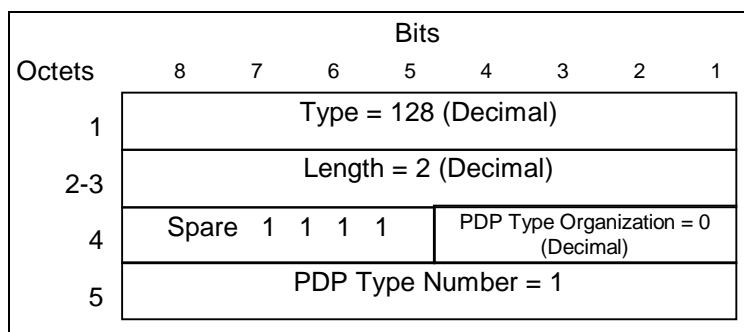 Bits
Octets 8 7 6 5 4 3 2 1
1 Type = 128 (Decimal)
2-3 Length = 2 (Decimal)
4 Spare 1 1 1 1 PDP Type Organization = 0
(Decimal)
5 PDP Type Number = 1